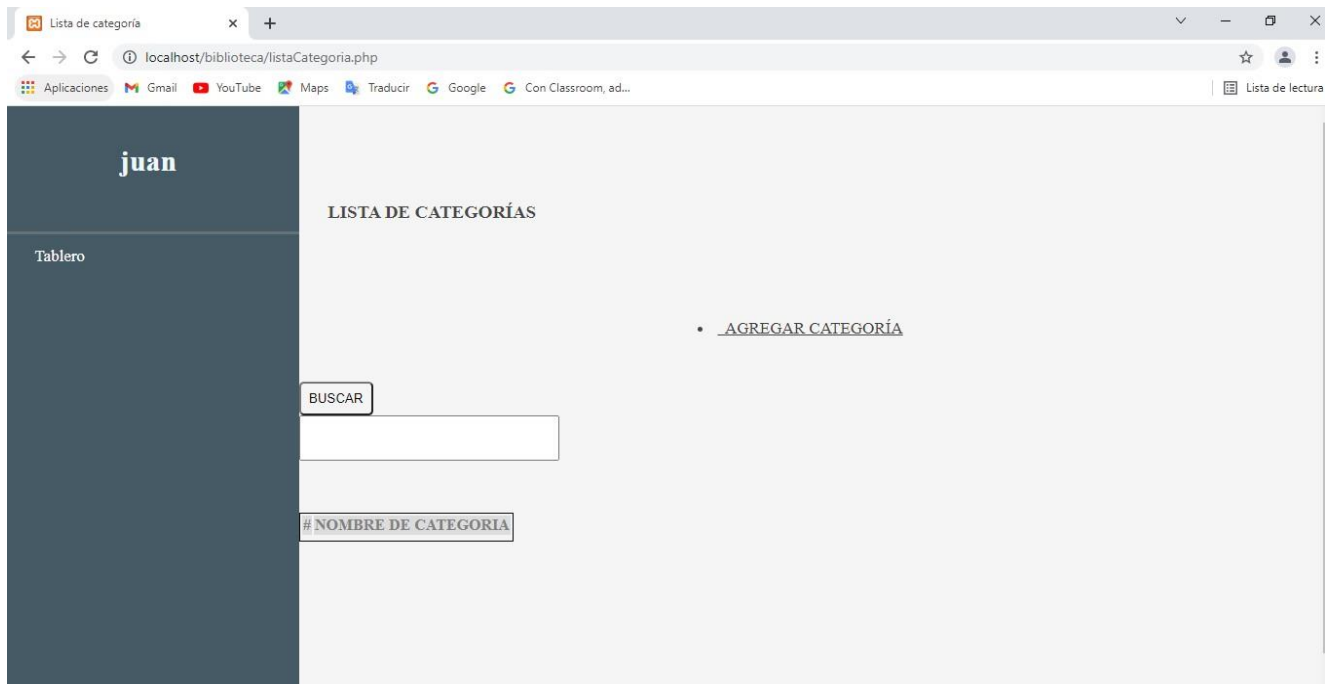 Lista de categoría
localhost/biblioteca/listaCategoria.php
Aplicaciones Gmail YouTube Maps Traducir Google Con Classroom, ad... Lista de lectura
juan
LISTA DE CATEGORÍAS
Tablero
AGREGAR CATEGORÍA
BUSCAR
# NOMBRE DE CATEGORIA